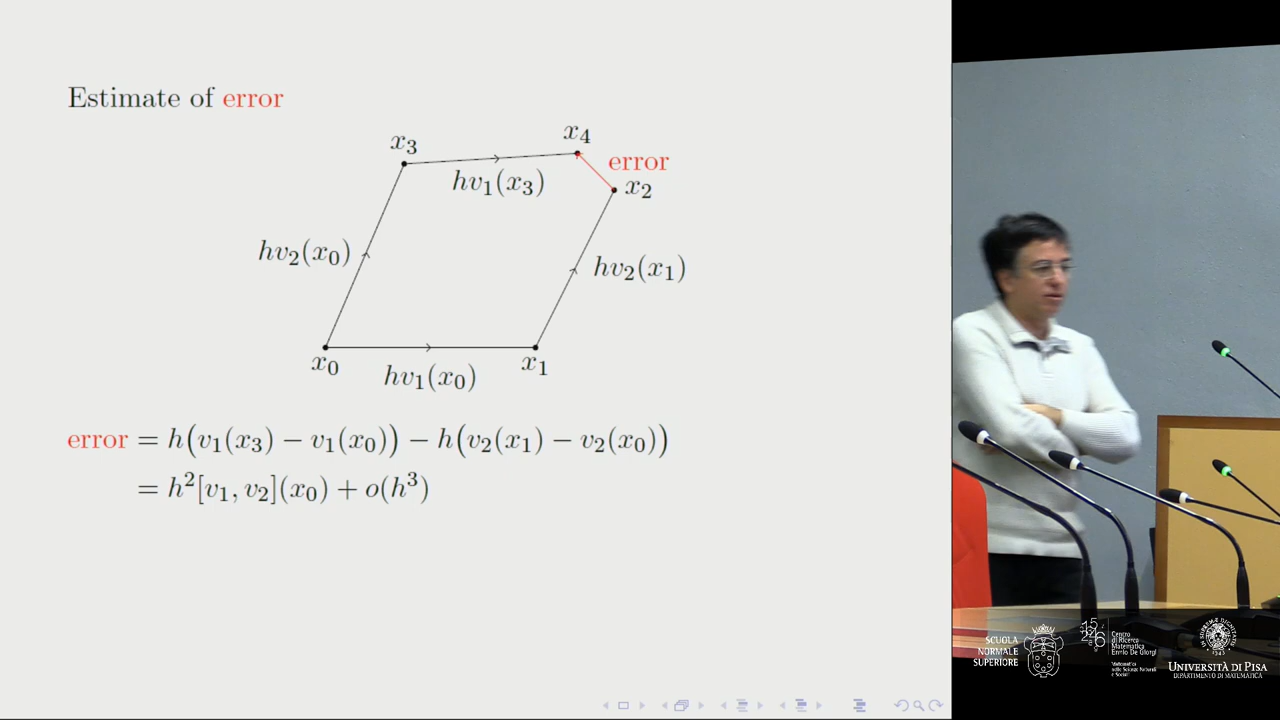 Estimate of error
x₃
x₄
error
hv₁(x₃)
x₂
hv₂(x₀)
hv₂(x₁)
x₀
hv₁(x₀)
x₁
error = h(v₁(x₃) − v₁(x₀)) − h(v₂(x₁) − v₂(x₀))
= h²[v₁, v₂](x₀) + o(h³)
SCUOLA
NORMALE
SUPERIORE
Centro
di Ricerca
Matematica
Ennio De Giorgi
UNIVERSITÀ DI PISA
DIPARTIMENTO DI MATEMATICA